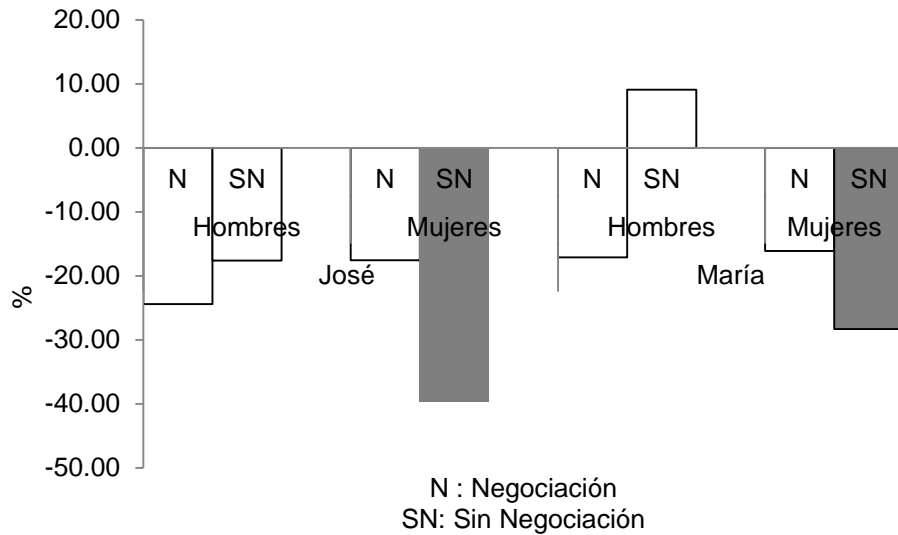 20.00
10.00
0.00
N SN N SN N SN N SN
-10.00
Hombres Mujeres Hombres Mujeres
-20.00
José María
%
-30.00
-40.00
-50.00
N : Negociación
SN: Sin Negociación